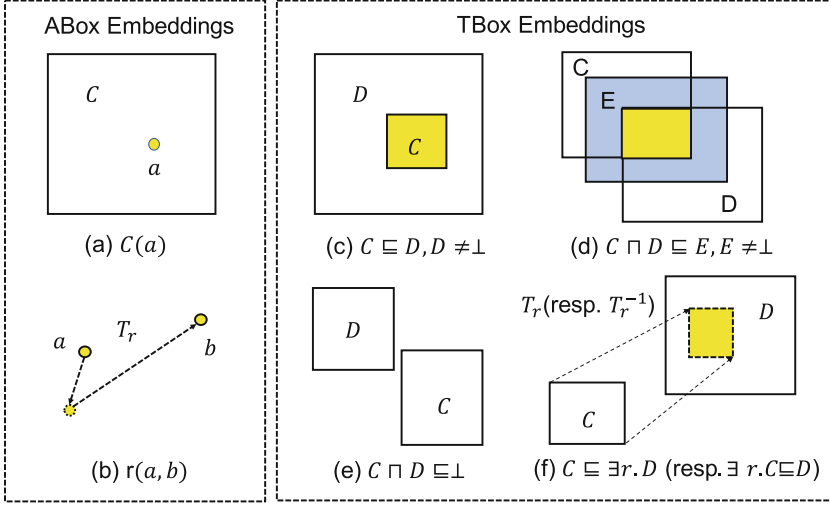 ABox Embeddings
C
a
(a) C(a)
a
T_r
b
(b) r(a, b)
TBox Embeddings
D
C
(c) C ⊑ D, D ≠⊥
C
E
D
(d) C ⊓ D ⊑ E, E ≠⊥
D
C
(e) C ⊓ D ⊑⊥
T_r(resp. T_r^{-1})
D
C
(f) C ⊑ ∃r. D (resp. ∃ r. C⊑D)